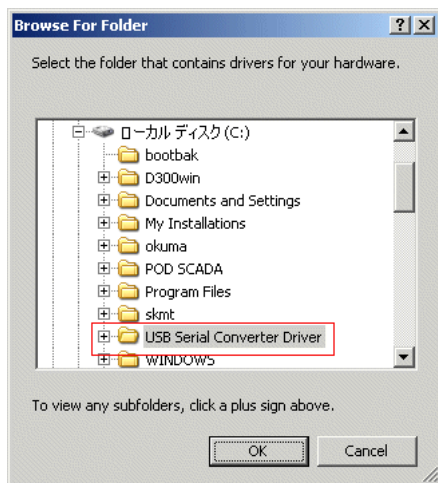 Browse For Folder
Select the folder that contains drivers for your hardware.
ローカル ディスク (C:)
bootbak
D300win
Documents and Settings
My Installations
okuma
POD SCADA
Program Files
skmt
USB Serial Converter Driver
WINDOWS
To view any subfolders, click a plus sign above.
OK Cancel